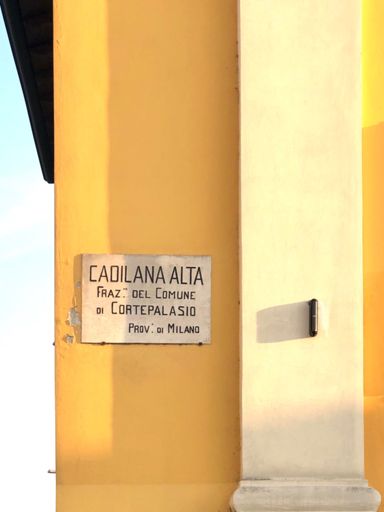 CADILANA ALTA
FRAZ.NE DEL COMUNE
DI CORTEPALASIO
PROV.A DI MILANO